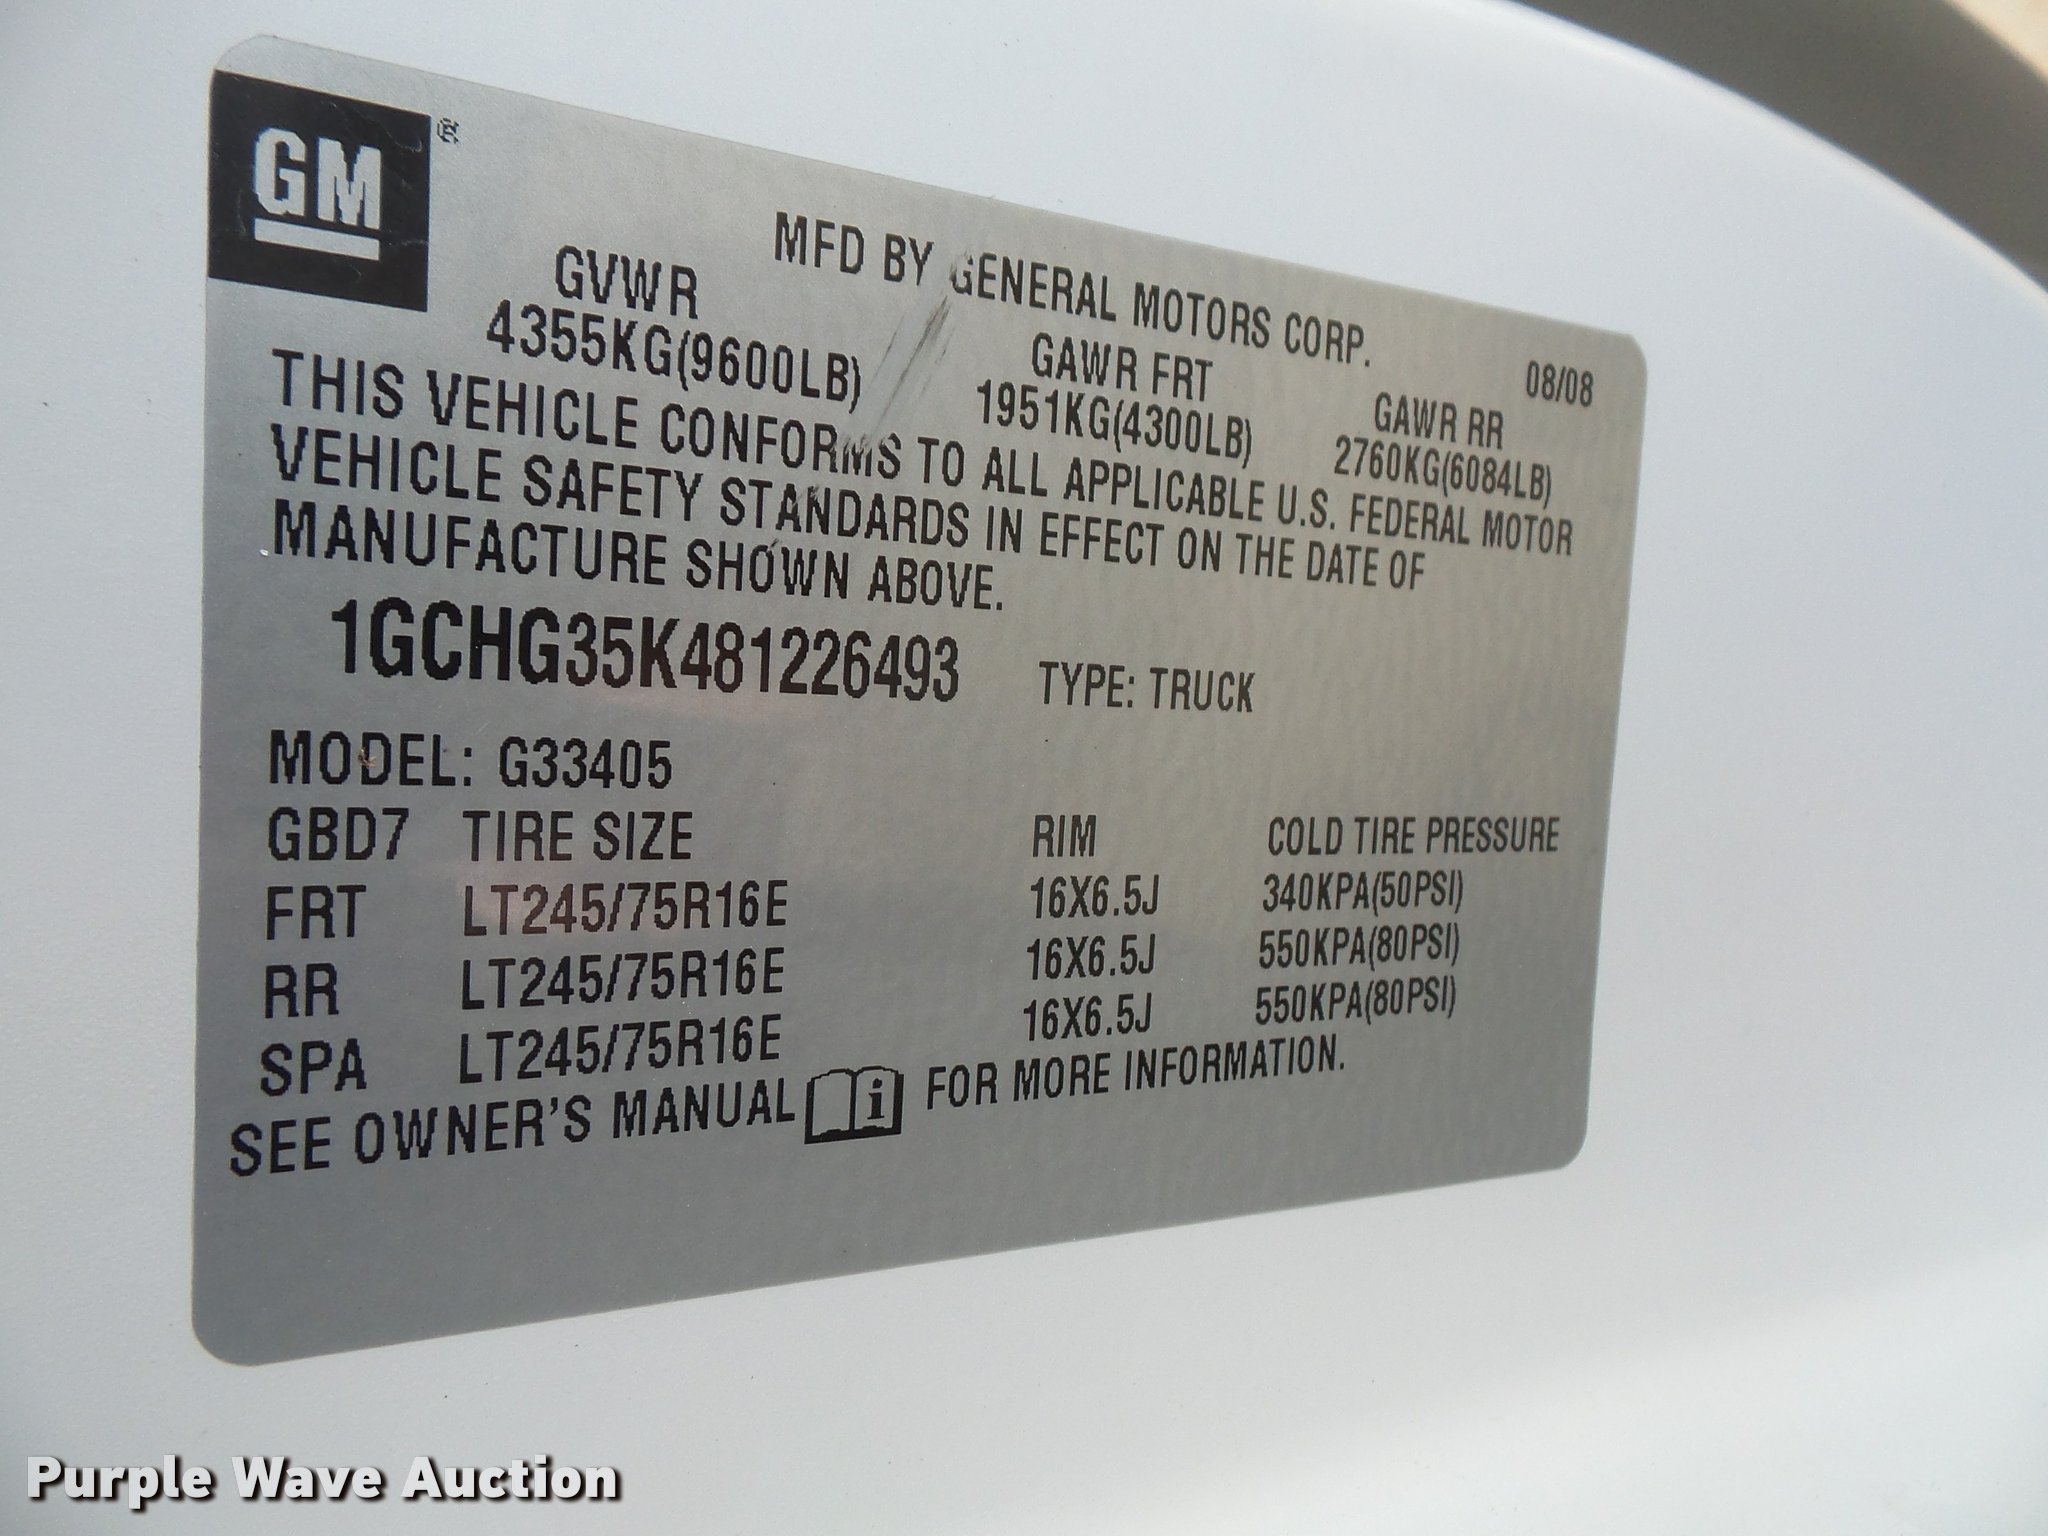 GM®
MFD BY GENERAL MOTORS CORP. 08/08
GVWR GAWR FRT GAWR RR
4355KG(9600LB) 1951KG(4300LB) 2760KG(6084LB)
THIS VEHICLE CONFORMS TO ALL APPLICABLE U.S. FEDERAL MOTOR
VEHICLE SAFETY STANDARDS IN EFFECT ON THE DATE OF
MANUFACTURE SHOWN ABOVE.
1GCHG35K481226493 TYPE: TRUCK
MODEL: G33405
GBD7 TIRE SIZE RIM COLD TIRE PRESSURE
FRT LT245/75R16E 16X6.5J 340KPA(50PSI)
RR LT245/75R16E 16X6.5J 550KPA(80PSI)
SPA LT245/75R16E 16X6.5J 550KPA(80PSI)
SEE OWNER'S MANUAL i FOR MORE INFORMATION.
Purple Wave Auction